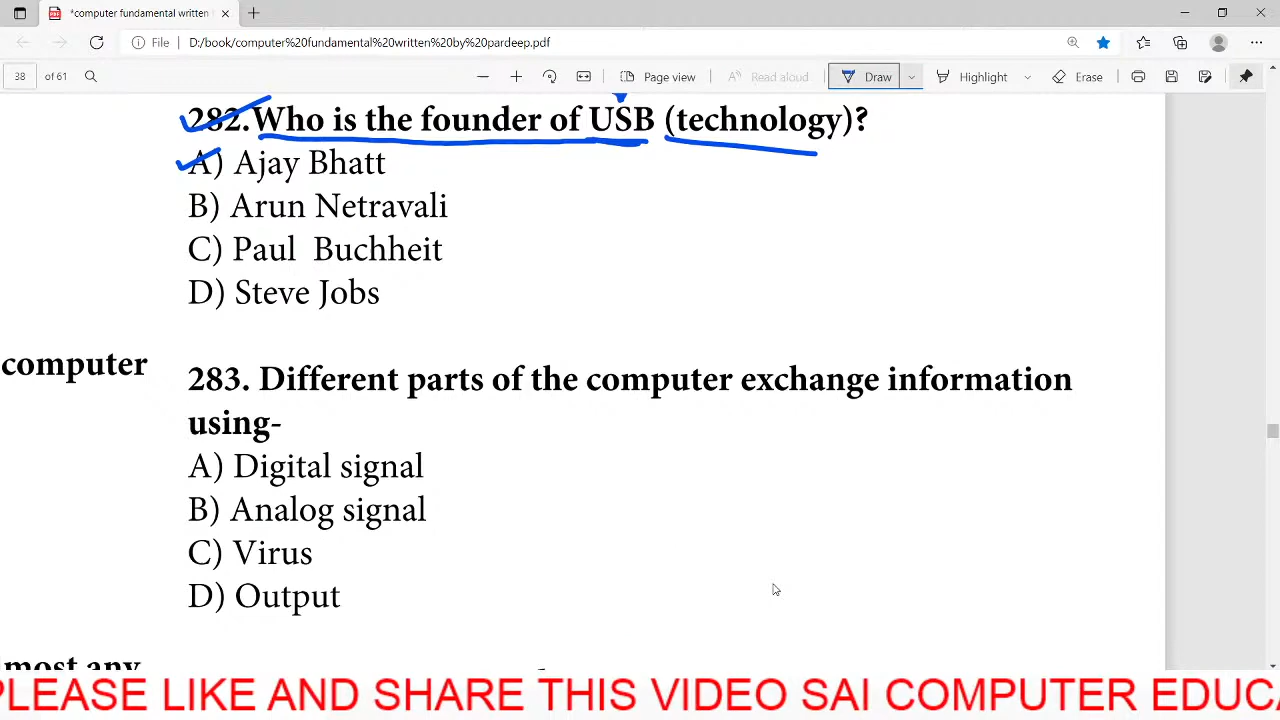 *computer fundamental written
File D:/book/computer%20fundamental%20written%20by%20pardeep.pdf
38 of 61 Page view Read aloud Draw Highlight Erase
282.Who is the founder of USB (technology)?
A) Ajay Bhatt
B) Arun Netravali
C) Paul Buchheit
D) Steve Jobs
computer
283. Different parts of the computer exchange information
using-
A) Digital signal
B) Analog signal
C) Virus
D) Output
most any
PLEASE LIKE AND SHARE THIS VIDEO SAI COMPUTER EDUCA